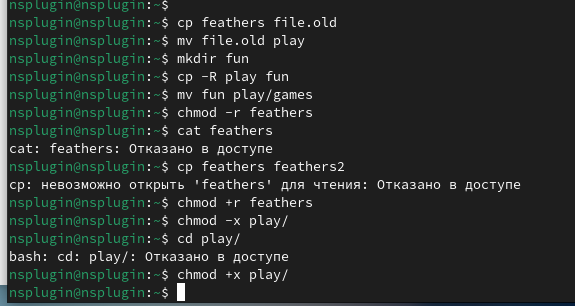 nsplugin@nsplugin:~$
nsplugin@nsplugin:~$ cp feathers file.old
nsplugin@nsplugin:~$ mv file.old play
nsplugin@nsplugin:~$ mkdir fun
nsplugin@nsplugin:~$ cp -R play fun
nsplugin@nsplugin:~$ mv fun play/games
nsplugin@nsplugin:~$ chmod -r feathers
nsplugin@nsplugin:~$ cat feathers
cat: feathers: Отказано в доступе
nsplugin@nsplugin:~$ cp feathers feathers2
cp: невозможно открыть 'feathers' для чтения: Отказано в доступе
nsplugin@nsplugin:~$ chmod +r feathers
nsplugin@nsplugin:~$ chmod -x play/
nsplugin@nsplugin:~$ cd play/
bash: cd: play/: Отказано в доступе
nsplugin@nsplugin:~$ chmod +x play/
nsplugin@nsplugin:~$